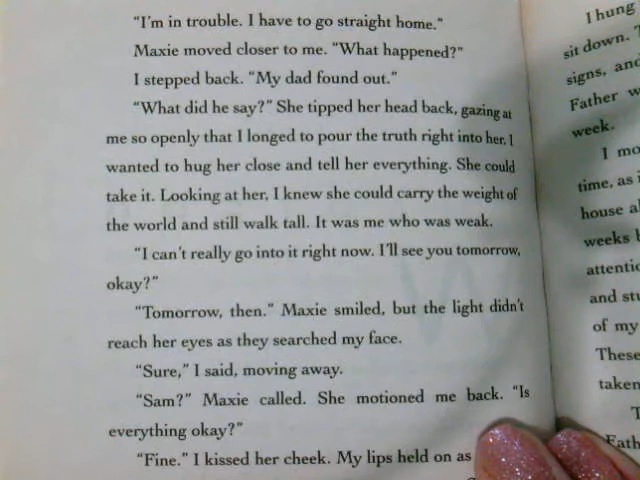 "I'm in trouble. I have to go straight home."
Maxie moved closer to me. "What happened?"
I stepped back. "My dad found out."
"What did he say?" She tipped her head back, gazing at
me so openly that I longed to pour the truth right into her. I
wanted to hug her close and tell her everything. She could
take it. Looking at her, I knew she could carry the weight of
the world and still walk tall. It was me who was weak.
"I can't really go into it right now. I'll see you tomorrow,
okay?"
"Tomorrow, then." Maxie smiled, but the light didn't
reach her eyes as they searched my face.
"Sure," I said, moving away.
"Sam?" Maxie called. She motioned me back. "Is
everything okay?"
"Fine." I kissed her cheek. My lips held on as
I hung
sit down.
signs, and
Father
week.
I
time, as
house
weeks
and
of my
These
taken